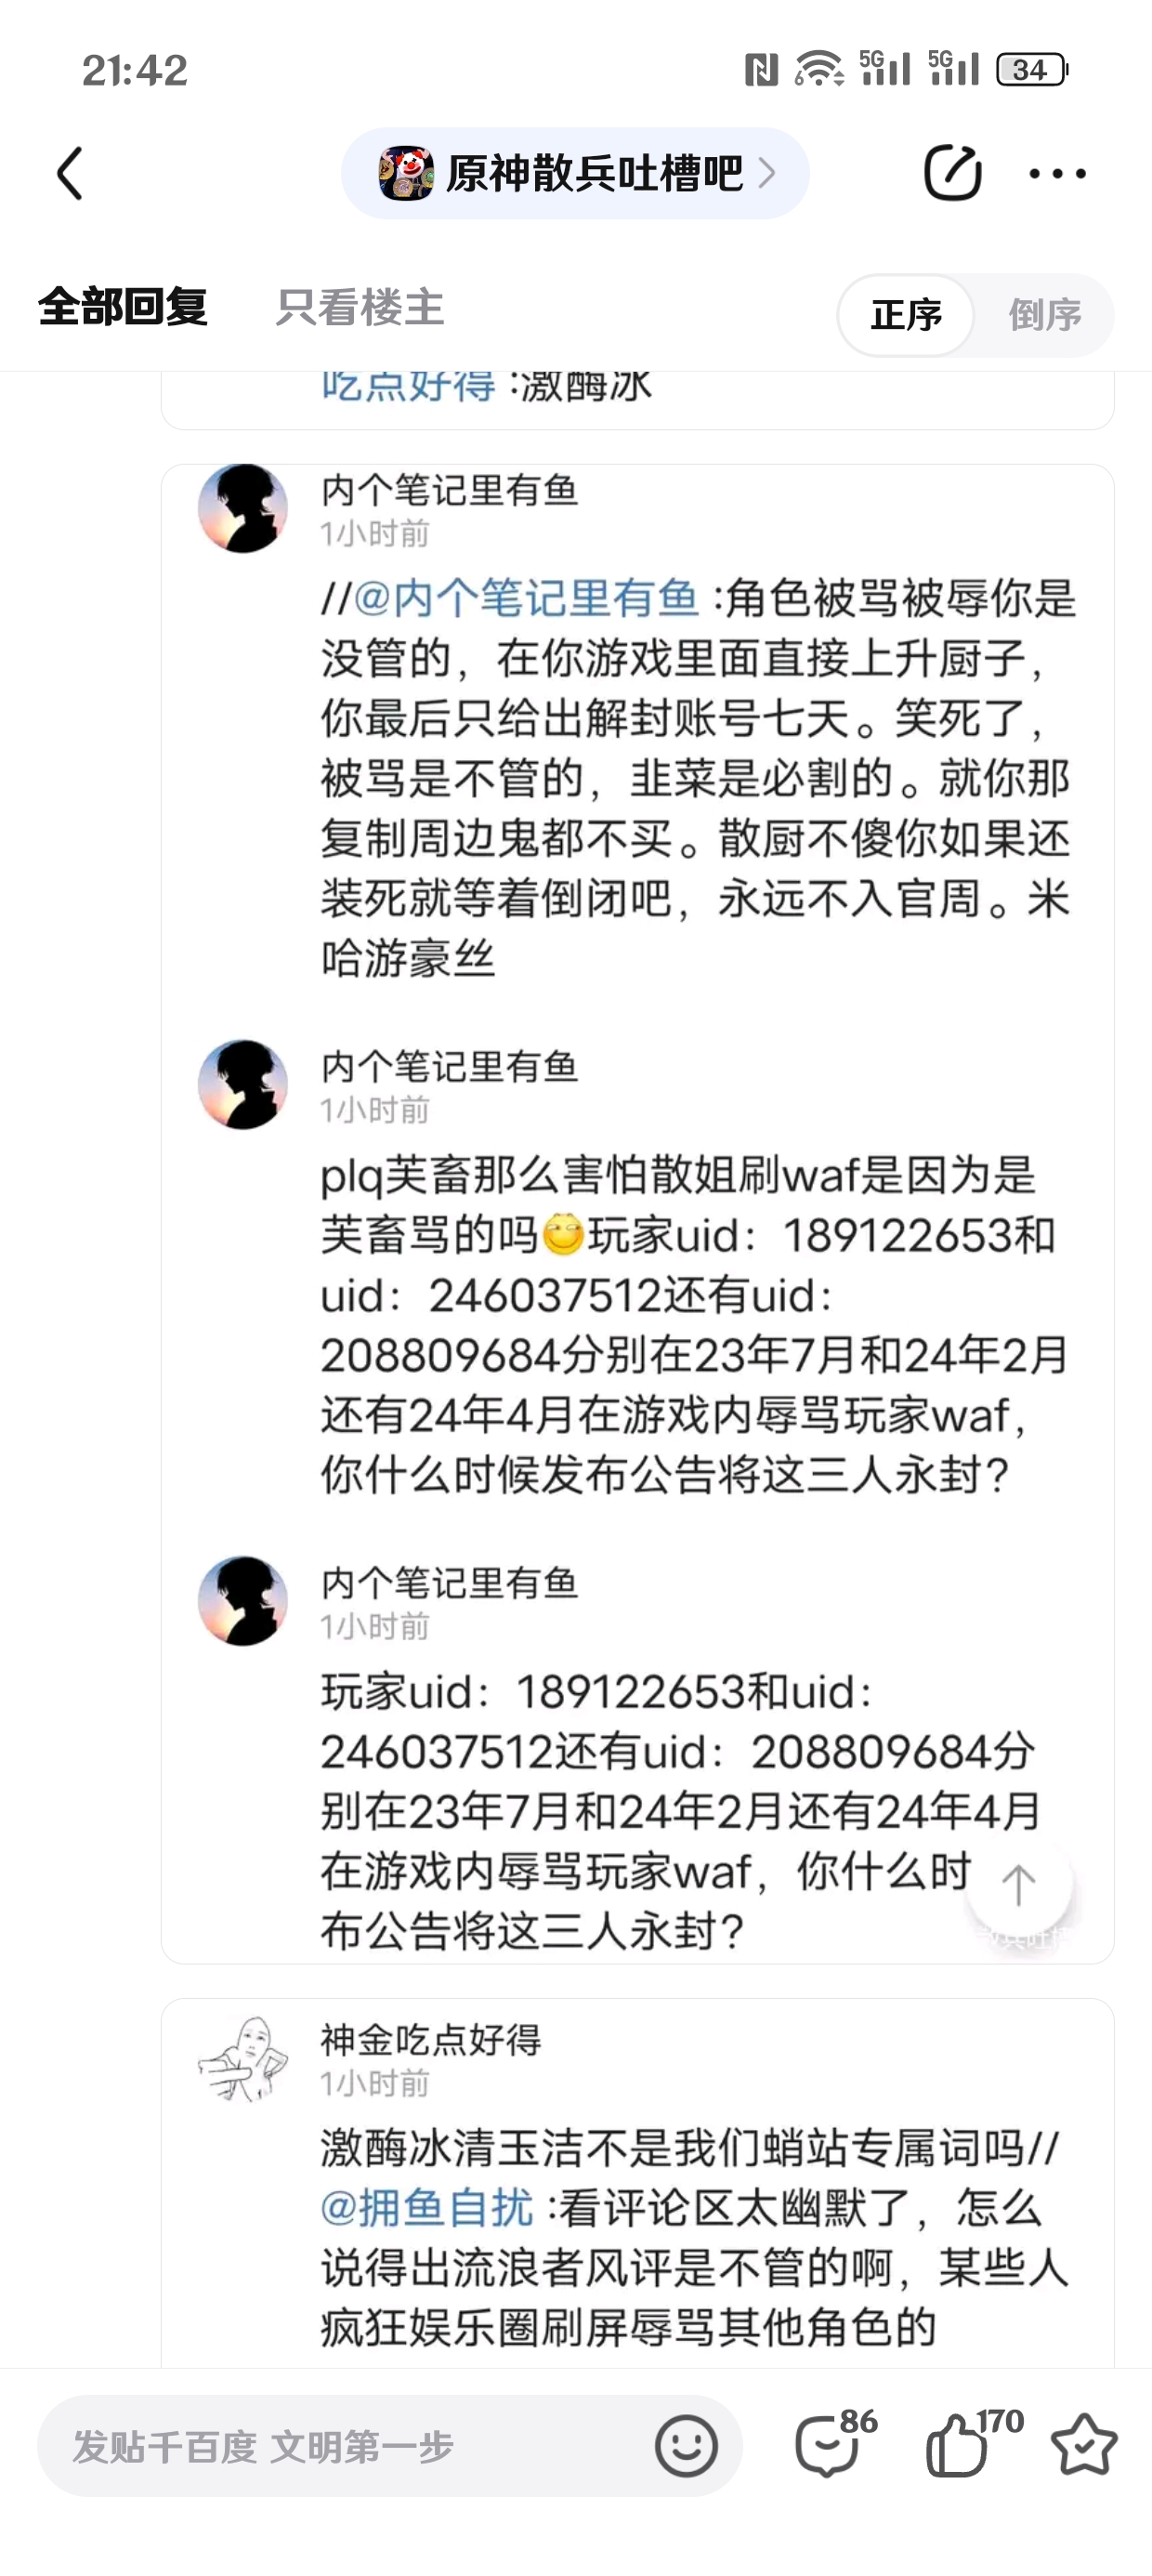 21:42
6 5G 5G 34
原神散兵吐槽吧
全部回复 只看楼主 正序 倒序
吃点好得 :激酶冰
内个笔记里有鱼
1小时前
//@内个笔记里有鱼 :角色被骂被辱你是
没管的，在你游戏里面直接上升厨子，
你最后只给出解封账号七天。笑死了，
被骂是不管的，韭菜是必割的。就你那
复制周边鬼都不买。散厨不傻你如果还
装死就等着倒闭吧，永远不入官周。米
哈游豪丝
内个笔记里有鱼
1小时前
plq芙畜那么害怕散姐刷waf是因为是
芙畜骂的吗玩家uid：189122653和
uid：246037512还有uid：
208809684分别在23年7月和24年2月
还有24年4月在游戏内辱骂玩家waf，
你什么时候发布公告将这三人永封？
内个笔记里有鱼
1小时前
玩家uid：189122653和uid：
246037512还有uid：208809684分
别在23年7月和24年2月还有24年4月
在游戏内辱骂玩家waf，你什么时
布公告将这三人永封？
神金吃点好得
1小时前
激酶冰清玉洁不是我们蛸站专属词吗//
@拥鱼自扰 :看评论区太幽默了，怎么
说得出流浪者风评是不管的啊，某些人
疯狂娱乐圈刷屏辱骂其他角色的
发贴千百度 文明第一步 86 170